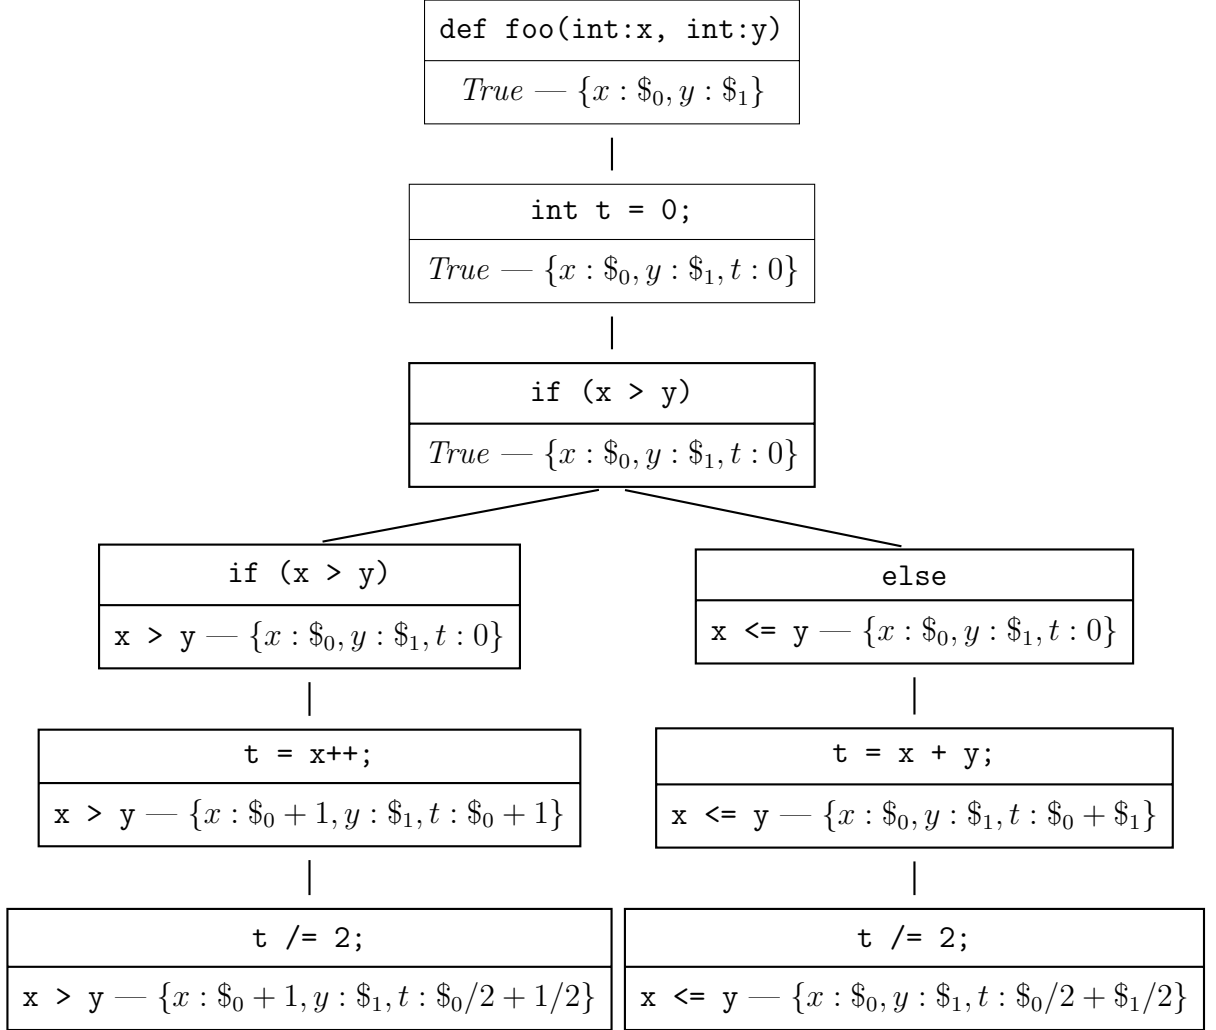 def foo(int:x, int:y)
True — {x : $₀, y : $₁}
int t = 0;
True — {x : $₀, y : $₁, t : 0}
if (x > y)
True — {x : $₀, y : $₁, t : 0}
if (x > y)
x > y — {x : $₀, y : $₁, t : 0}
else
x <= y — {x : $₀, y : $₁, t : 0}
t = x++;
x > y — {x : $₀ + 1, y : $₁, t : $₀ + 1}
t = x + y;
x <= y — {x : $₀, y : $₁, t : $₀ + $₁}
t /= 2;
x > y — {x : $₀ + 1, y : $₁, t : $₀/2 + 1/2}
t /= 2;
x <= y — {x : $₀, y : $₁, t : $₀/2 + $₁/2}